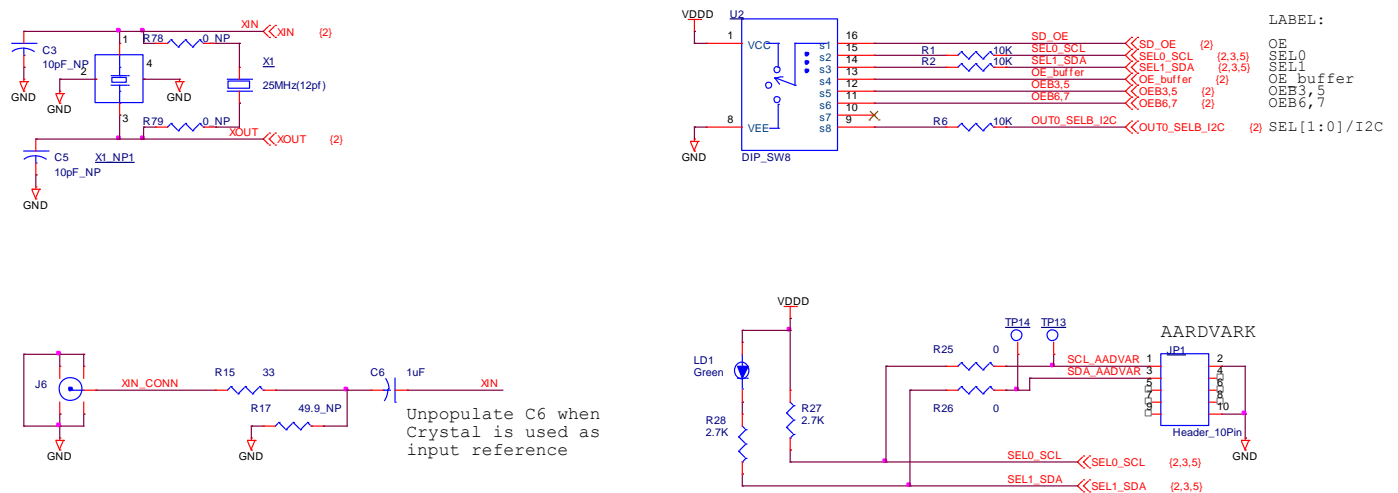 XIN
XIN {2}
C3
10pF_NP
1
R78
0_NP
2
4
X1
25MHz(12pf)
GND
GND
GND
3
R79
0_NP
XOUT
XOUT {2}
C5
10pF_NP
X1_NP1
GND
VDDD
U2
LABEL:
1
VCC
s1
16
SD_OE
SD_OE {2}
OE
s2
15
R1
10K
SEL0_SCL
SEL0_SCL {2,3,5}
SEL0
s3
14
R2
10K
SEL1_SDA
SEL1_SDA {2,3,5}
SEL1
s4
13
OE_buffer
OE_buffer {2}
OE_buffer
s5
12
OEB3,5
OEB3,5 {2}
OEB3,5
s6
11
OEB6,7
OEB6,7 {2}
OEB6,7
s7
10
8
VEE
s8
9
R6
10K
OUT0_SELB_I2C
OUT0_SELB_I2C {2}
SEL[1:0]/I2C
GND
DIP_SW8
J6
XIN_CONN
R15
33
C6
1uF
XIN
R17
49.9_NP
GND
GND
Unpopulate C6 when
Crystal is used as
input reference
VDDD
LD1
Green
R28
2.7K
R27
2.7K
TP14
TP13
AARDVARK
R25
0
SCL_AADVAR
JP1
1
2
SDA_AADVAR
3
4
5
6
7
8
9
10
R26
0
Header_10Pin
GND
SEL0_SCL
SEL0_SCL {2,3,5}
SEL1_SDA
SEL1_SDA {2,3,5}